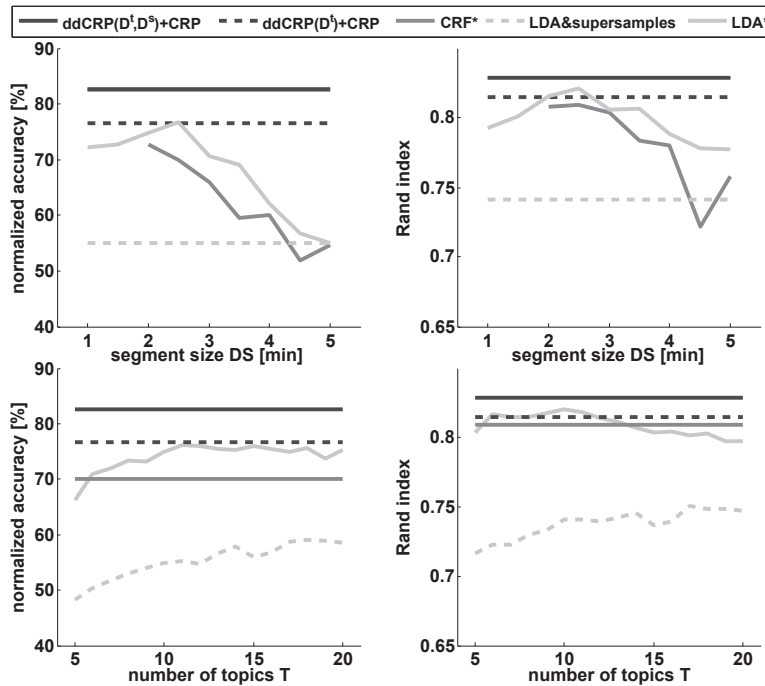 ddCRP(Dᵗ,Dˢ)+CRP ddCRP(Dᵗ)+CRP CRF* LDA&supersamples LDA*
90
80
70
60
50
40
normalized accuracy [%]
1 2 3 4 5
segment size DS [min]
0.8
0.75
0.7
0.65
Rand index
1 2 3 4 5
segment size DS [min]
90
80
70
60
50
40
normalized accuracy [%]
5 10 15 20
number of topics T
0.8
0.75
0.7
0.65
Rand index
5 10 15 20
number of topics T